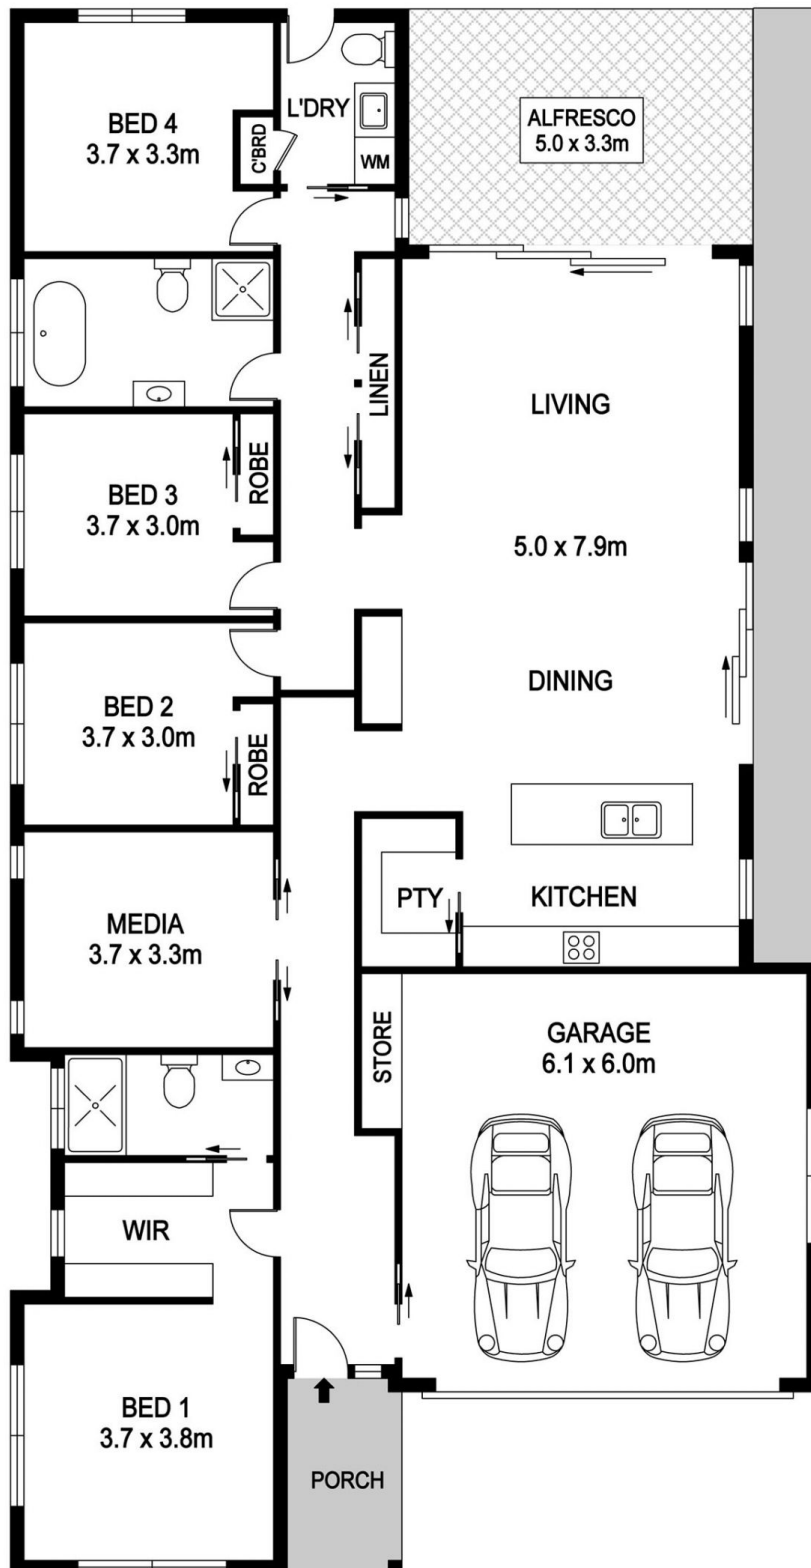 BED 4
3.7 x 3.3m
C'BRD
L'DRY
WM
ALFRESCO
5.0 x 3.3m
LINEN
LIVING
5.0 x 7.9m
DINING
BED 3
3.7 x 3.0m
ROBE
BED 2
3.7 x 3.0m
ROBE
MEDIA
3.7 x 3.3m
PTY
KITCHEN
STORE
GARAGE
6.1 x 6.0m
WIR
BED 1
3.7 x 3.8m
PORCH